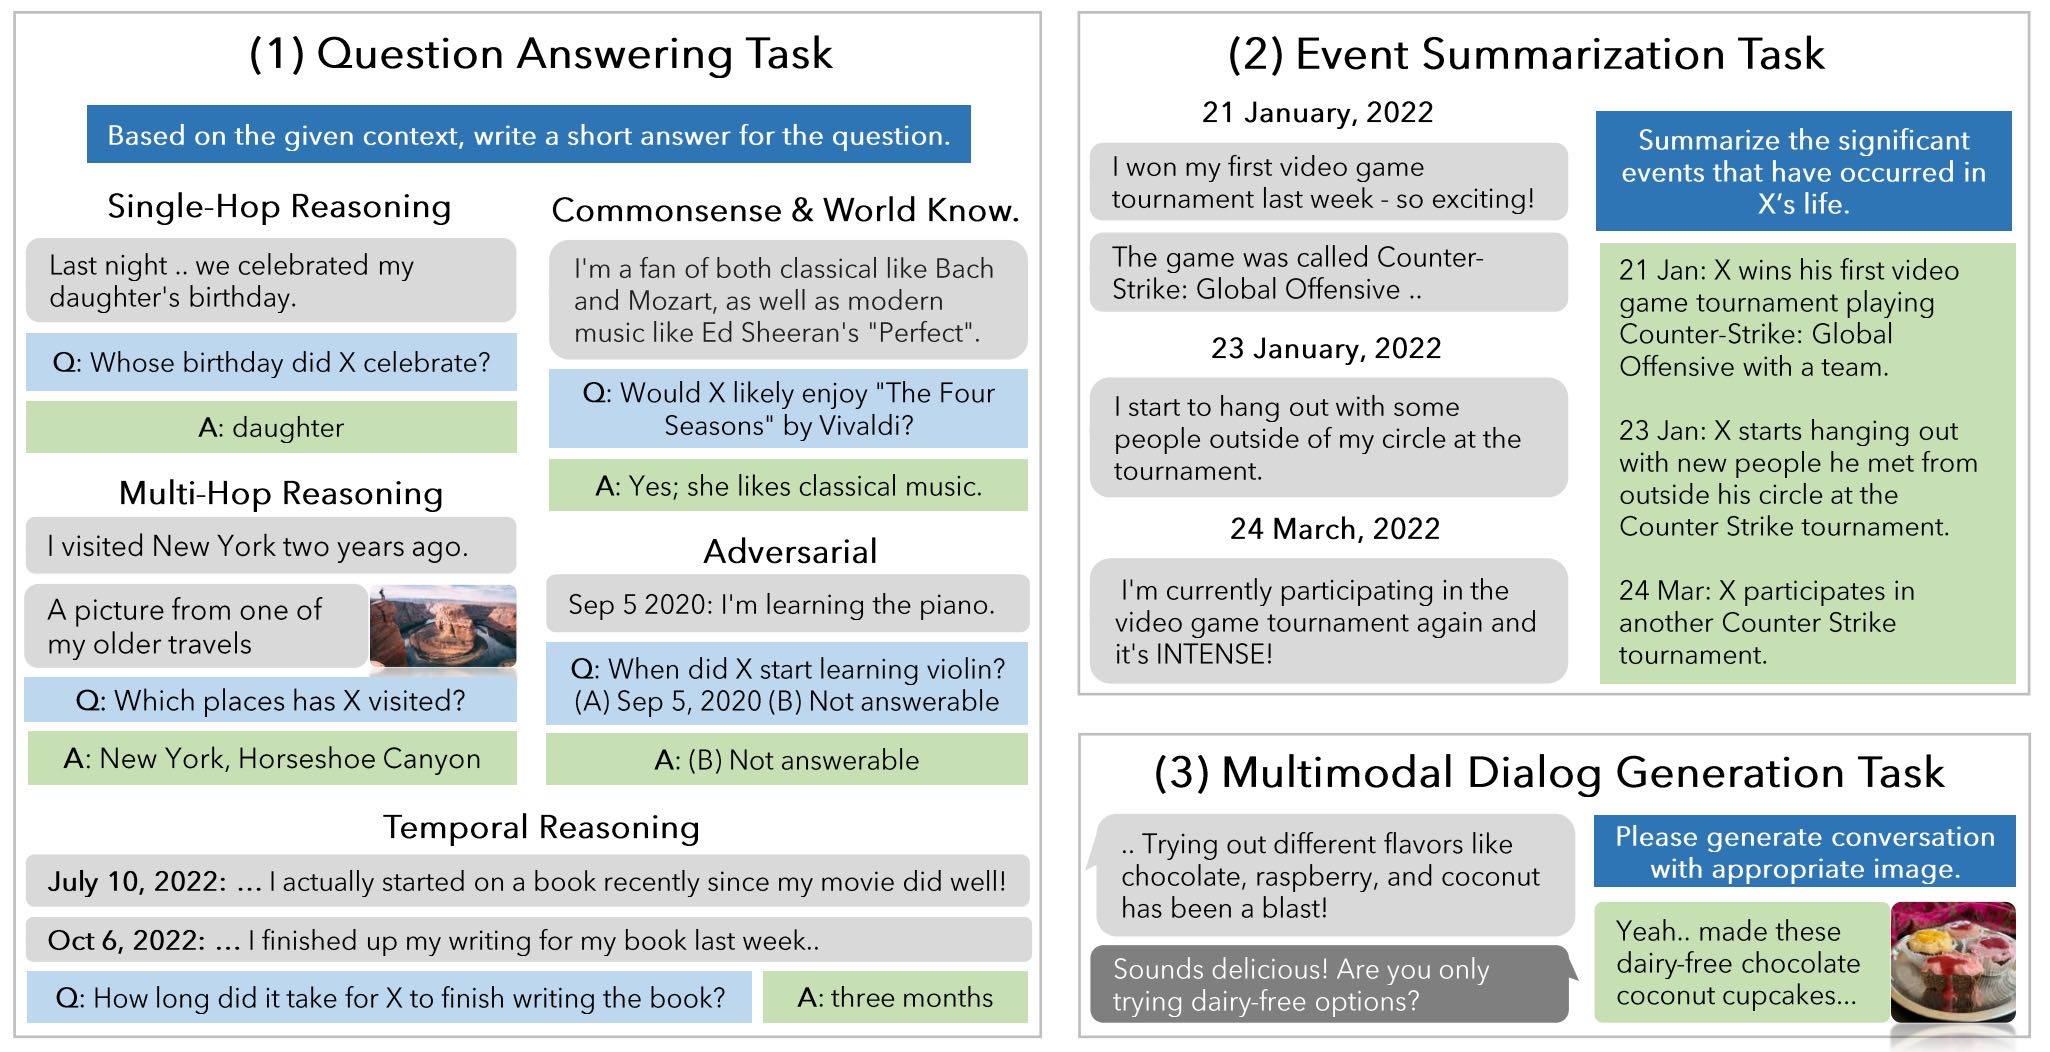 (1) Question Answering Task
Based on the given context, write a short answer for the question.
Single-Hop Reasoning
Last night .. we celebrated my
daughter's birthday.
Q: Whose birthday did X celebrate?
A: daughter
Multi-Hop Reasoning
I visited New York two years ago.
A picture from one of
my older travels
Q: Which places has X visited?
A: New York, Horseshoe Canyon
Commonsense & World Know.
I'm a fan of both classical like Bach
and Mozart, as well as modern
music like Ed Sheeran's "Perfect".
Q: Would X likely enjoy "The Four
Seasons" by Vivaldi?
A: Yes; she likes classical music.
Adversarial
Sep 5 2020: I'm learning the piano.
Q: When did X start learning violin?
(A) Sep 5, 2020 (B) Not answerable
A: (B) Not answerable
Temporal Reasoning
July 10, 2022: ... I actually started on a book recently since my movie did well!
Oct 6, 2022: ... I finished up my writing for my book last week..
Q: How long did it take for X to finish writing the book?
A: three months
(2) Event Summarization Task
21 January, 2022
I won my first video game
tournament last week - so exciting!
The game was called Counter-
Strike: Global Offensive ..
23 January, 2022
I start to hang out with some
people outside of my circle at the
tournament.
24 March, 2022
I'm currently participating in the
video game tournament again and
it's INTENSE!
Summarize the significant
events that have occurred in
X's life.
21 Jan: X wins his first video
game tournament playing
Counter-Strike: Global
Offensive with a team.
23 Jan: X starts hanging out
with new people he met from
outside his circle at the
Counter Strike tournament.
24 Mar: X participates in
another Counter Strike
tournament.
(3) Multimodal Dialog Generation Task
.. Trying out different flavors like
chocolate, raspberry, and coconut
has been a blast!
Sounds delicious! Are you only
trying dairy-free options?
Please generate conversation
with appropriate image.
Yeah.. made these
dairy-free chocolate
coconut cupcakes...